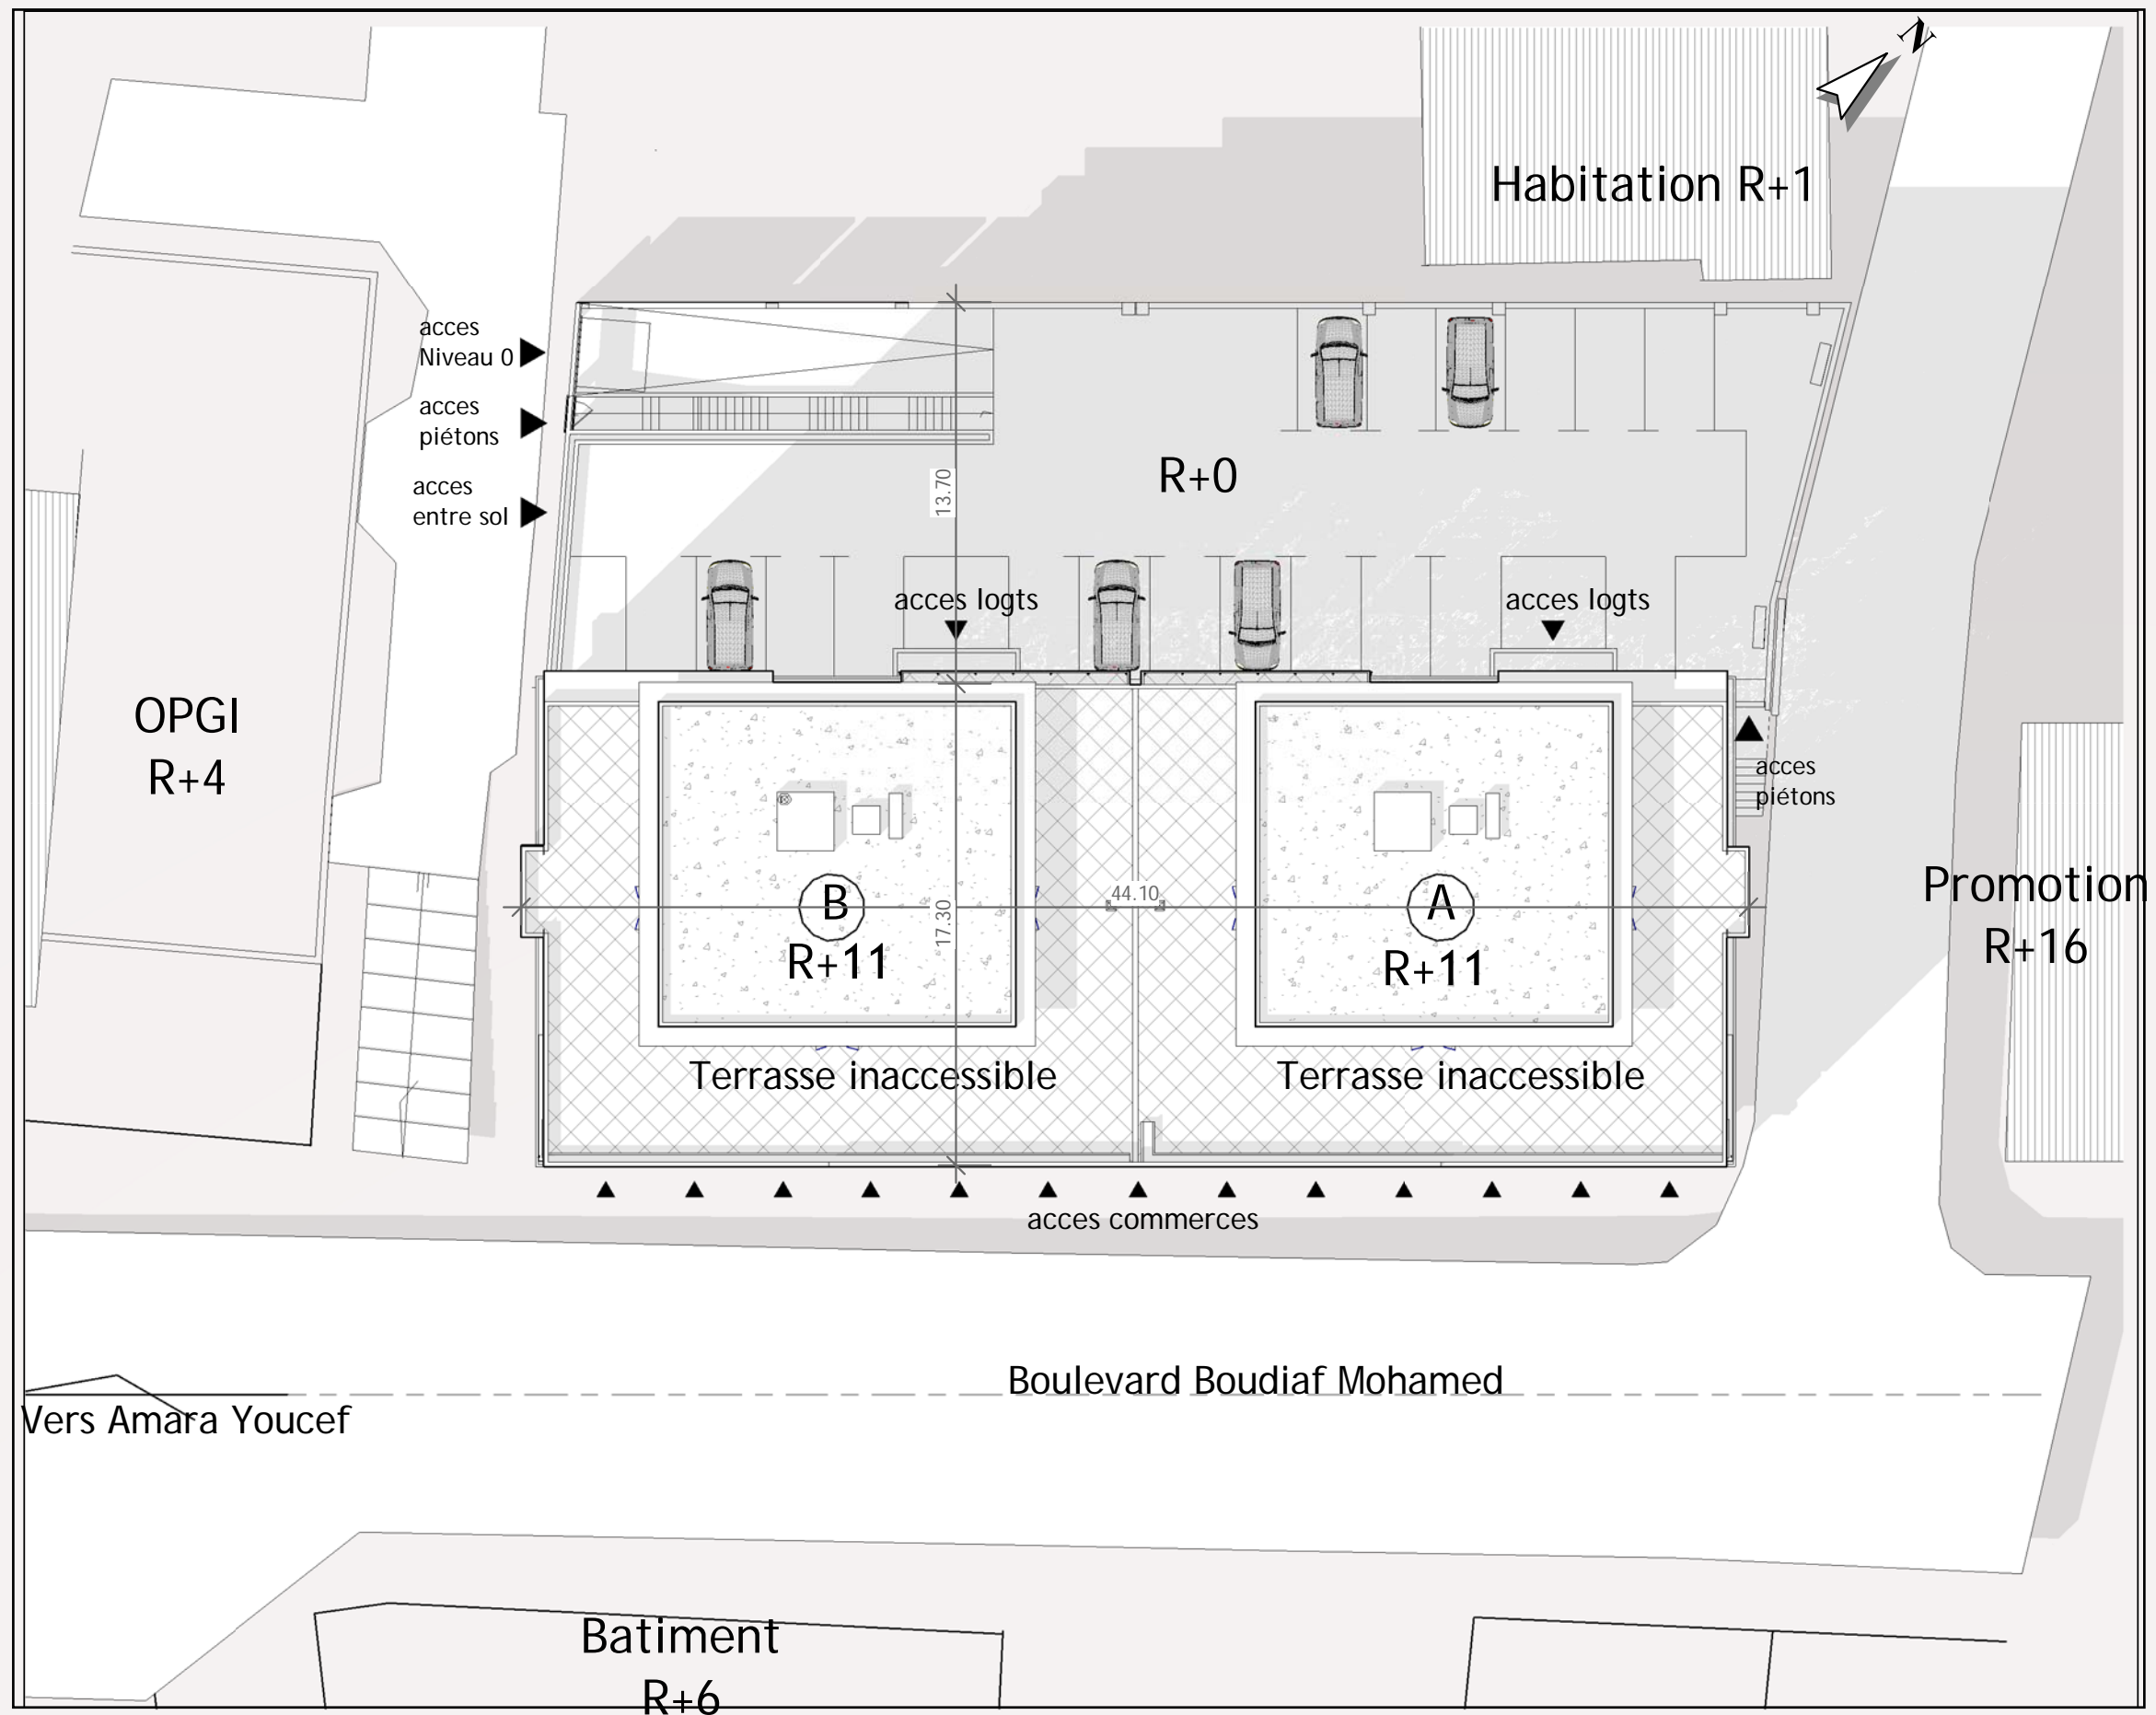 N
Habitation R+1
acces
Niveau 0
acces
piétons
acces
entre sol
R+0
13.70
acces logts
acces logts
OPGI
R+4
acces
piétons
Promotion
R+16
B
R+11
17.30
44.10
A
R+11
Terrasse inaccessible
Terrasse inaccessible
acces commerces
Boulevard Boudiaf Mohamed
Vers Amara Youcef
Batiment
R+6